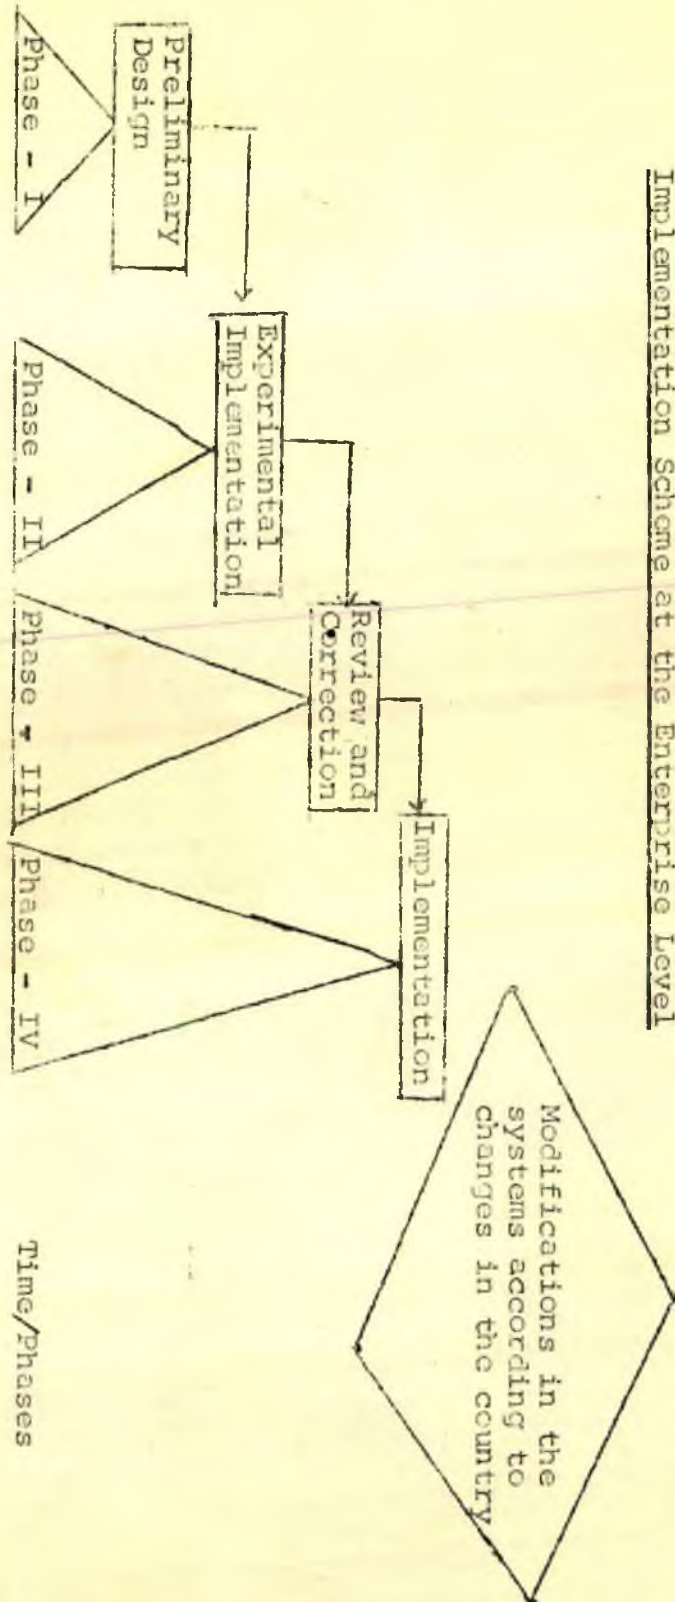 Implementation Scheme at the Enterprise Level
Modifications in the
systems according to
changes in the country
Implementation
Review and
Correction
Experimental
Implementation
Preliminary
Design
Phase - I
Phase - II
Phase - III
Phase - IV
Time/Phases